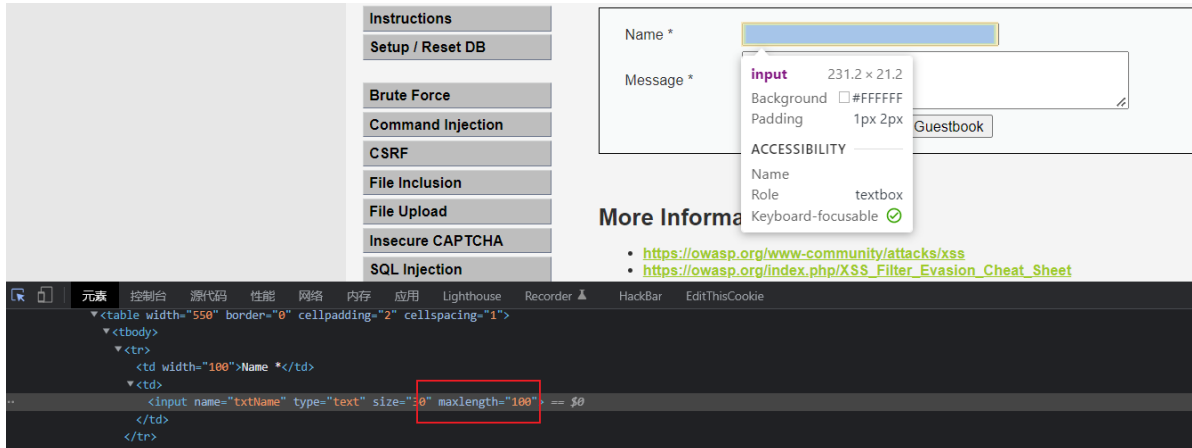 Instructions
Setup / Reset DB
Brute Force
Command Injection
CSRF
File Inclusion
File Upload
Insecure CAPTCHA
SQL Injection
Name *
Message *
Guestbook
input 231.2 × 21.2
Background #FFFFFF
Padding 1px 2px
ACCESSIBILITY
Name
Role textbox
Keyboard-focusable
More Informa
• https://owasp.org/www-community/attacks/xss
• https://owasp.org/index.php/XSS_Filter_Evasion_Cheat_Sheet
元素 控制台 源代码 性能 网络 内存 应用 Lighthouse Recorder HackBar EditThisCookie
▼<table width="550" border="0" cellpadding="2" cellspacing="1">
▼<tbody>
▼<tr>
<td width="100">Name *</td>
▼<td>
<input name="txtName" type="text" size="30" maxlength="100"> == $0
</td>
</tr>